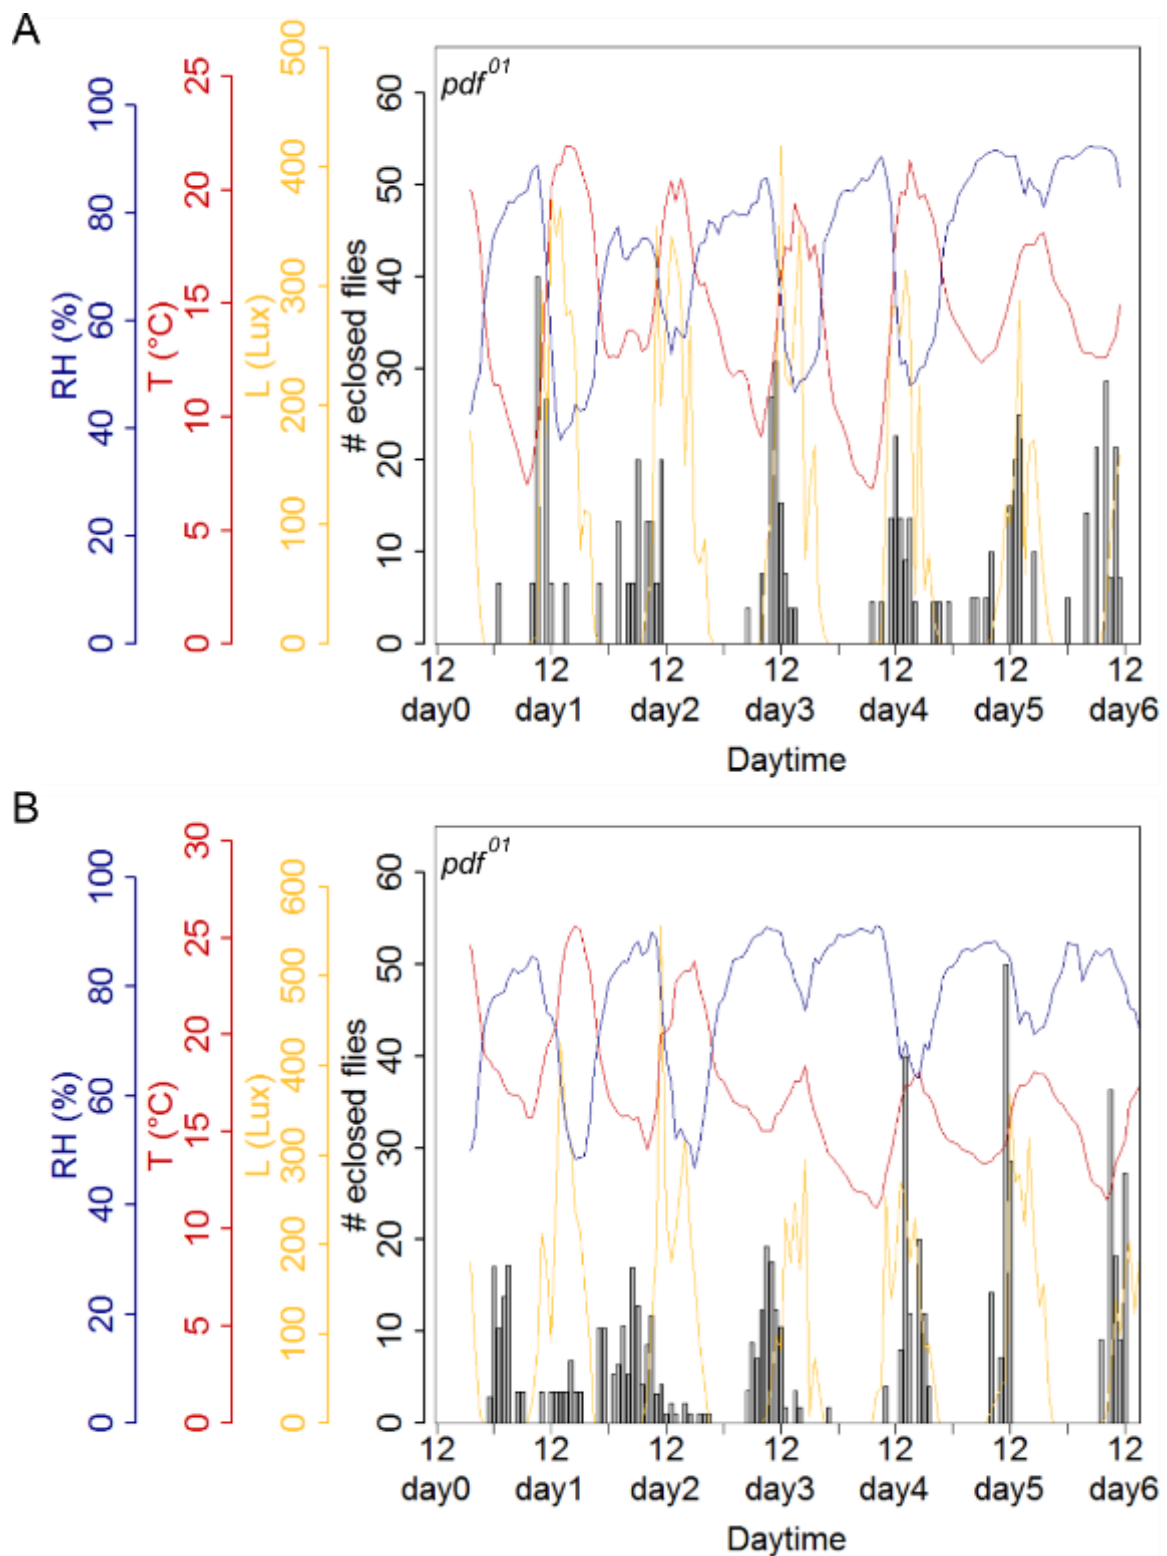 A
pdf01
RH (%)
0 20 40 60 80 100
T (°C)
0 5 10 15 20 25
L (Lux)
0 100 200 300 400 500
# eclosed flies
0 10 20 30 40 50 60
12 12 12 12 12 12 12
day0 day1 day2 day3 day4 day5 day6
Daytime
B
pdf01
RH (%)
0 20 40 60 80 100
T (°C)
0 5 10 15 20 25 30
L (Lux)
0 100 200 300 400 500 600
# eclosed flies
0 10 20 30 40 50 60
12 12 12 12 12 12 12
day0 day1 day2 day3 day4 day5 day6
Daytime